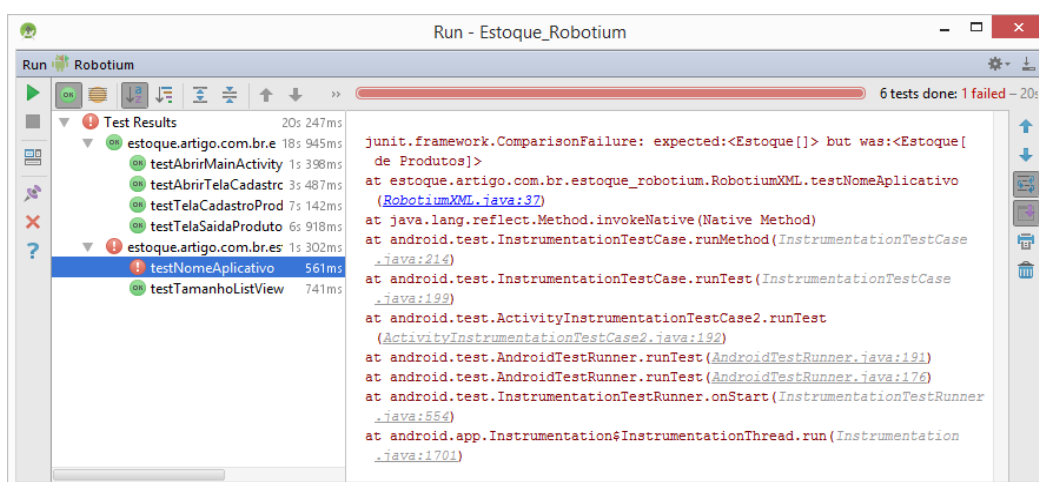 Run - Estoque_Robotium
Run Robotium
6 tests done: 1 failed – 20s
Test Results 20s 247ms
estoque.artigo.com.br.e 18s 945ms
testAbrirMainActivity 1s 398ms
testAbrirTelaCadastrc 3s 487ms
testTelaCadastroProd 7s 142ms
testTelaSaidaProduto 6s 918ms
estoque.artigo.com.br.es 1s 302ms
testNomeAplicativo 561ms
testTamanhoListView 741ms
junit.framework.ComparisonFailure: expected:<Estoque[]> but was:<Estoque[
de Produtos]>
at estoque.artigo.com.br.estoque_robotium.RobotiumXML.testNomeAplicativo
(RobotiumXML.java:37)
at java.lang.reflect.Method.invokeNative(Native Method)
at android.test.InstrumentationTestCase.runMethod(InstrumentationTestCase
.java:214)
at android.test.InstrumentationTestCase.runTest(InstrumentationTestCase
.java:199)
at android.test.ActivityInstrumentationTestCase2.runTest
(ActivityInstrumentationTestCase2.java:192)
at android.test.AndroidTestRunner.runTest(AndroidTestRunner.java:191)
at android.test.AndroidTestRunner.runTest(AndroidTestRunner.java:176)
at android.test.InstrumentationTestRunner.onStart(InstrumentationTestRunner
.java:554)
at android.app.Instrumentation$InstrumentationThread.run(Instrumentation
.java:1701)